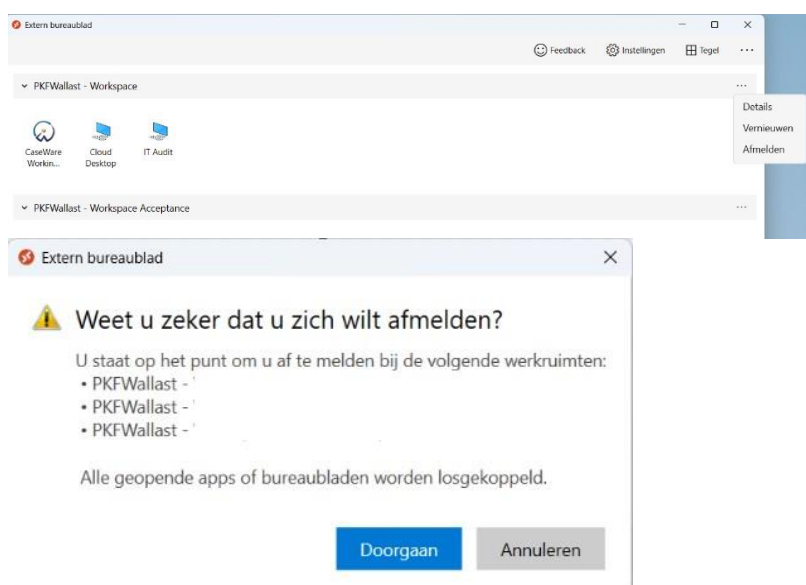 Extern bureaublad
Feedback Instellingen Tegel
PKFWallast - Workspace
Details
Vernieuwen
Afmelden
CaseWare Cloud IT Audit
Workin... Desktop
PKFWallast - Workspace Acceptance
Extern bureaublad
Weet u zeker dat u zich wilt afmelden?
U staat op het punt om u af te melden bij de volgende werkruimten:
• PKFWallast -
• PKFWallast -
• PKFWallast -
Alle geopende apps of bureaubladen worden losgekoppeld.
Doorgaan Annuleren